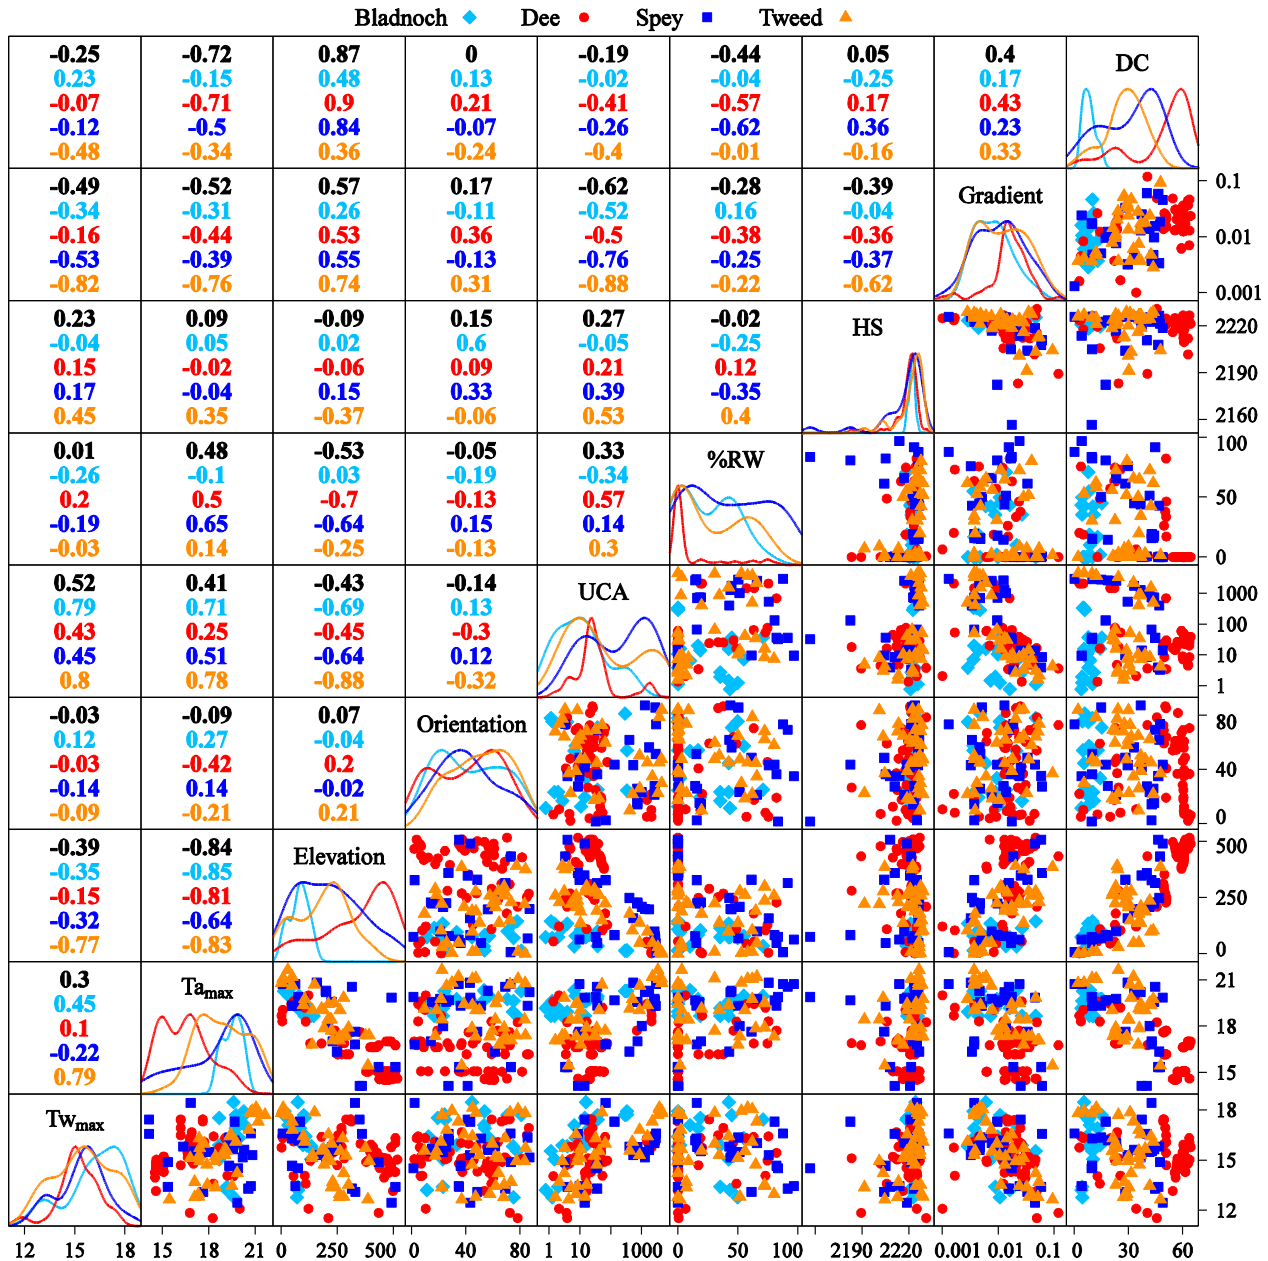 Bladnoch Dee Spey Tweed
-0.25 -0.72 0.87 0 -0.19 -0.44 0.05 0.4 DC
0.23 -0.15 0.48 0.13 -0.02 -0.04 -0.25 0.17
-0.07 -0.71 0.9 0.21 -0.41 -0.57 0.17 0.43
-0.12 -0.5 0.84 -0.07 -0.26 -0.62 0.36 0.23
-0.48 -0.34 0.36 -0.24 -0.4 -0.01 -0.16 0.33
-0.49 -0.52 0.57 0.17 -0.62 -0.28 -0.39 Gradient 0.1
-0.34 -0.31 0.26 -0.11 -0.52 0.16 -0.04
-0.16 -0.44 0.53 0.36 -0.5 -0.38 -0.36 0.01
-0.53 -0.39 0.55 -0.13 -0.76 -0.25 -0.37
-0.82 -0.76 0.74 0.31 -0.88 -0.22 -0.62 0.001
0.23 0.09 -0.09 0.15 0.27 -0.02 HS 2220
-0.04 0.05 0.02 0.6 -0.05 -0.25
0.15 -0.02 -0.06 0.09 0.21 0.12 2190
0.17 -0.04 0.15 0.33 0.39 -0.35
0.45 0.35 -0.37 -0.06 0.53 0.4 2160
0.01 0.48 -0.53 -0.05 0.33 %RW 100
-0.26 -0.1 0.03 -0.19 -0.34
0.2 0.5 -0.7 -0.13 0.57 50
-0.19 0.65 -0.64 0.15 0.14
-0.03 0.14 -0.25 -0.13 0.3 0
0.52 0.41 -0.43 -0.14 UCA 1000
0.79 0.71 -0.69 0.13
0.43 0.25 -0.45 -0.3 100
0.45 0.51 -0.64 0.12 10
0.8 0.78 -0.88 -0.32 1
-0.03 -0.09 0.07 Orientation 80
0.12 0.27 -0.04
-0.03 -0.42 0.2 40
-0.14 0.14 -0.02
-0.09 -0.21 0.21 0
-0.39 -0.84 Elevation 500
-0.35 -0.85
-0.15 -0.81 250
-0.32 -0.64
-0.77 -0.83 0
0.3 Tamax 21
0.45
0.1 18
-0.22
0.79 15
Twmax 18
15
12
12 15 18 15 18 21 0 250 500 0 40 80 1 10 1000 0 50 100 2190 2220 0.001 0.01 0.1 0 30 60